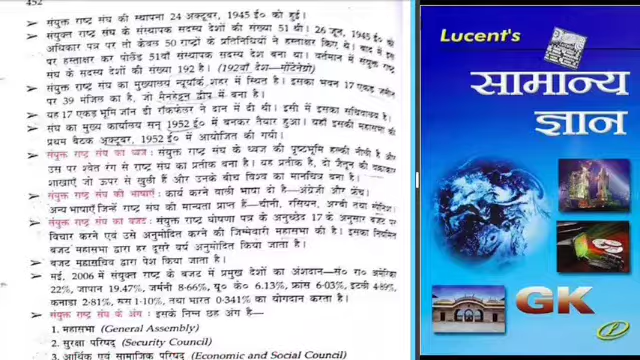 452
संयुक्त राष्ट्र संघ की स्थापना 24 अक्टूबर, 1945 ई० को हुई।
संयुक्त राष्ट्र संघ के संस्थापक सदस्य देशों की संख्या 51 थी। 26 जून, 1945 ई० को
अधिकार पत्र पर तो केवल 50 राष्ट्रों के प्रतिनिधियों ने हस्ताक्षर किए थे। बाद में इस
पर हस्ताक्षर कर पोलैंड 51वाँ संस्थापक सदस्य देश बना था। वर्तमान में संयुक्त राष्ट्र
संघ के सदस्य देशों की संख्या 192 है। (192वाँ देश—मोंटेनेग्रो)
संयुक्त राष्ट्र संघ का मुख्यालय न्यूयॉर्क शहर में स्थित है। इसका भवन 17 एकड़ जमीन
पर 39 मंजिल का है, जो मैनहेट्टन द्वीप में बना है।
यह 17 एकड़ भूमि जॉन डी रॉकफेलर ने दान में दी थी। इसी में इसका सचिवालय है।
संघ का मुख्य कार्यालय सन् 1952 ई० में बनकर तैयार हुआ। यहाँ इसकी महासभा की
प्रथम बैठक अक्टूबर, 1952 ई० में आयोजित की गयी।
संयुक्त राष्ट्र संघ का ध्वज : संयुक्त राष्ट्र संघ के ध्वज की पृष्ठभूमि हल्की नीली है और
उस पर श्वेत रंग से राष्ट्र संघ का प्रतीक बना है। यह प्रतीक है, दो जैतून की वक्राकार
शाखाएँ जो ऊपर से खुली हैं और उनके बीच विश्व का मानचित्र बना है।
संयुक्त राष्ट्र संघ की भाषाएँ : कार्य करने वाली भाषा दो है—अंग्रेजी और फ्रेंच।
अन्य भाषाएँ जिन्हें राष्ट्र संघ की मान्यता प्राप्त हैं—चीनी, रसियन, अरबी तथा स्पेनिश।
संयुक्त राष्ट्र संघ का बजट : संयुक्त राष्ट्र घोषणा पत्र के अनुच्छेद 17 के अनुसार बजट पर
विचार करने एवं उसे अनुमोदित करने की जिम्मेवारी महासभा की है। इसका नियमित
बजट महासभा द्वारा हर दूसरे वर्ष अनुमोदित किया जाता है।
बजट महासचिव द्वारा पेश किया जाता है।
मई, 2006 में संयुक्त राष्ट्र के बजट में प्रमुख देशों का अंशदान—सं० रा० अमेरिका
22%, जापान 19.47%, जर्मनी 8·66%, यू० के० 6.13%, फ्रांस 6·03%, इटली 4·89%,
कनाडा 2·81%, रूस 1·10%, तथा भारत 0·341% का योगदान करता है।
संयुक्त राष्ट्र संघ के अंग : इसके निम्न छह अंग है—
1. महासभा (General Assembly)
2. सुरक्षा परिषद् (Security Council)
3. आर्थिक एवं सामाजिक परिषद् (Economic and Social Council)
Lucent's
सामान्य
ज्ञान
GK